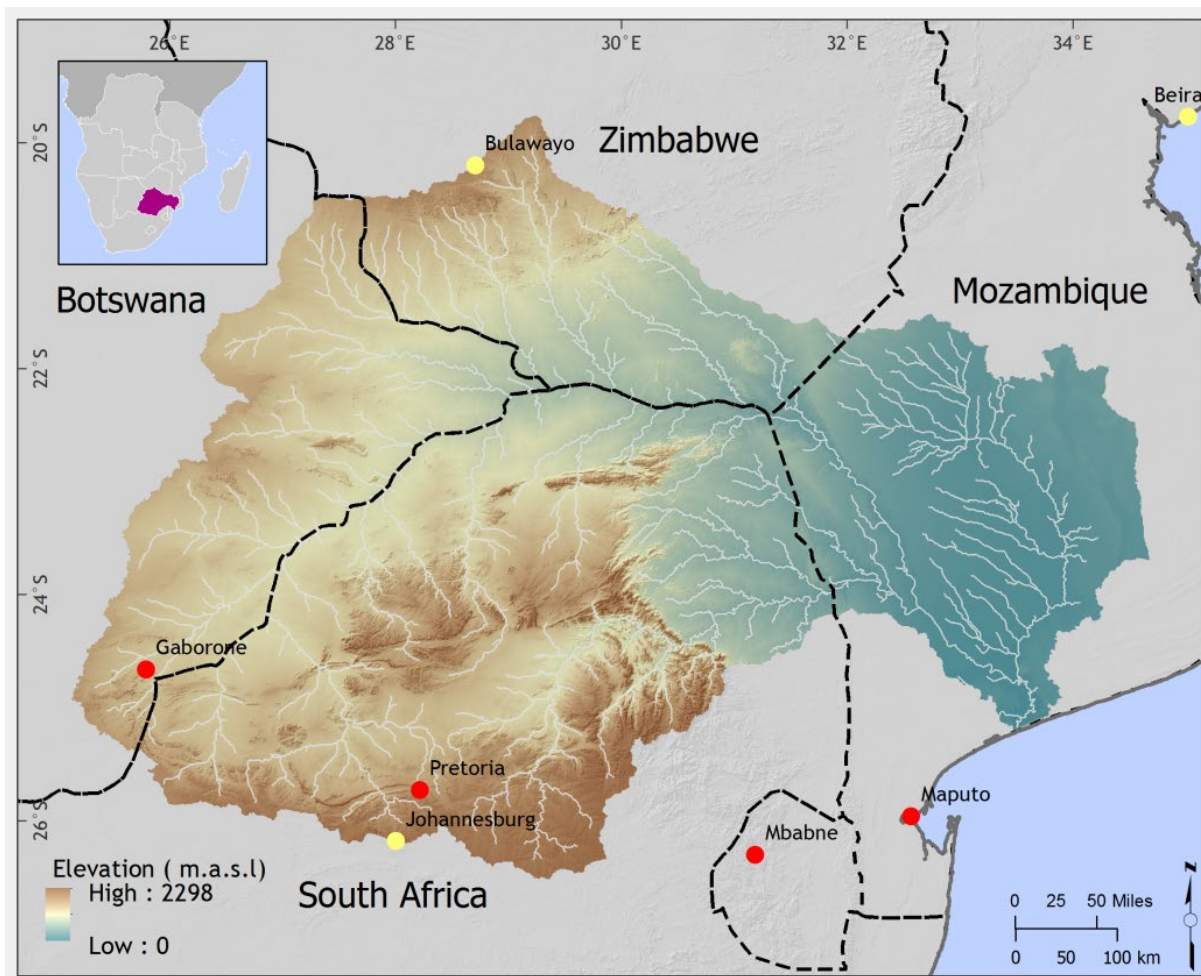 26°E
28°E
30°E
32°E
34°E
Beira
20°S
Bulawayo
Zimbabwe
Botswana
Mozambique
22°S
24°S
Gaborone
Pretoria
Maputo
26°S
Johannesburg
Mbabne
Elevation ( m.a.s.l)
High : 2298
South Africa
Low : 0
0 25 50 Miles
0 50 100 km
N